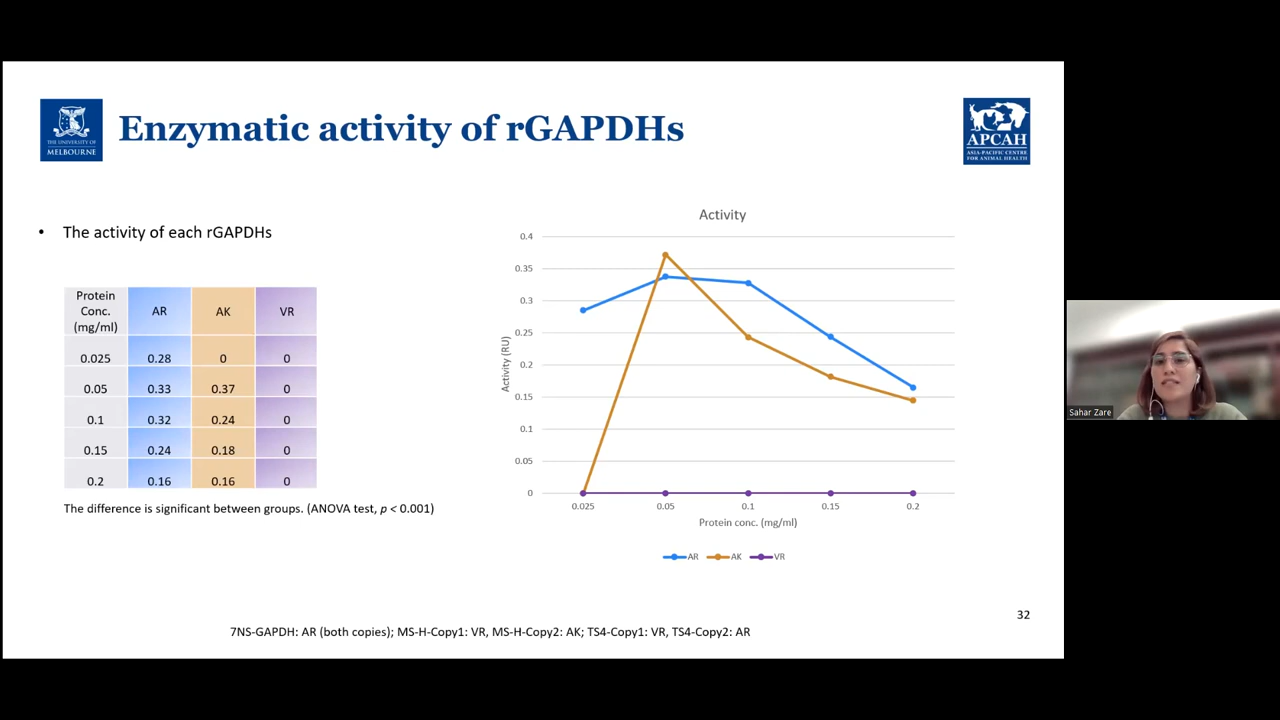 THE UNIVERSITY OF
MELBOURNE
Enzymatic activity of rGAPDHs
APCAH
ASIA-PACIFIC CENTRE
FOR ANIMAL HEALTH
• The activity of each rGAPDHs
Protein Conc. (mg/ml) AR AK VR
0.025 0.28 0 0
0.05 0.33 0.37 0
0.1 0.32 0.24 0
0.15 0.24 0.18 0
0.2 0.16 0.16 0
The difference is significant between groups. (ANOVA test, p < 0.001)
Activity
Activity (RU)
0.4
0.35
0.3
0.25
0.2
0.15
0.1
0.05
0
0.025 0.05 0.1 0.15 0.2
Protein conc. (mg/ml)
AR AK VR
Sahar Zare
32
7NS-GAPDH: AR (both copies); MS-H-Copy1: VR, MS-H-Copy2: AK; TS4-Copy1: VR, TS4-Copy2: AR